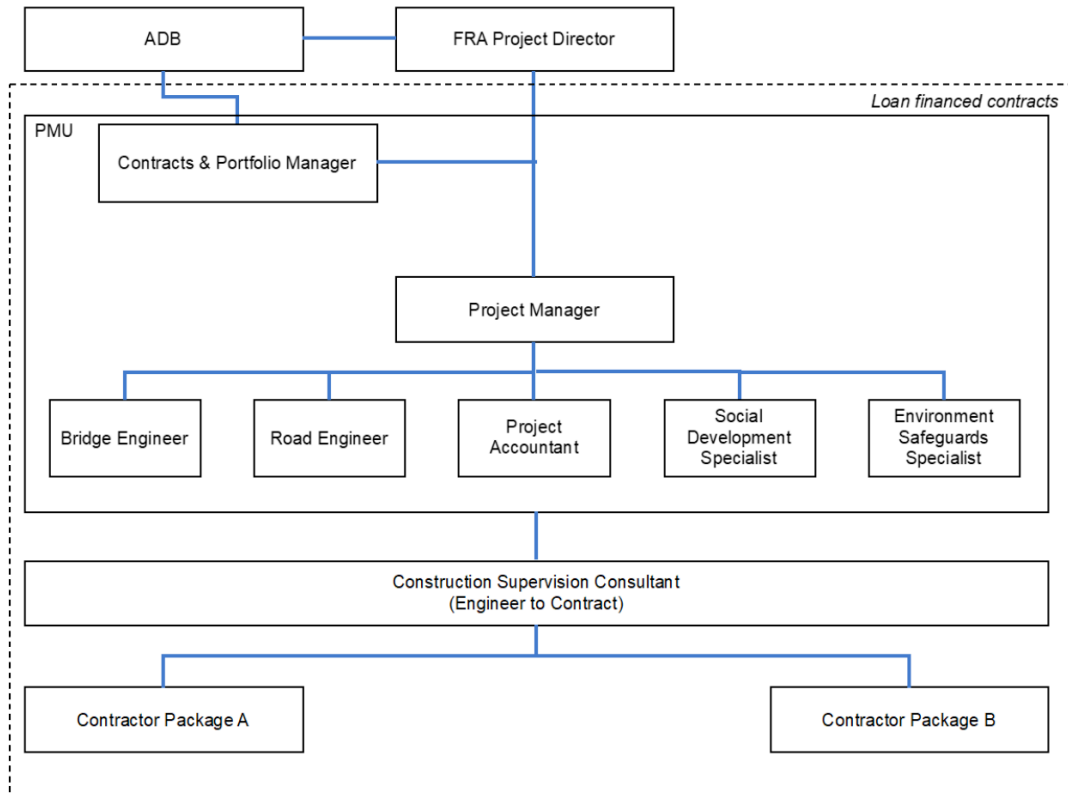 ADB
FRA Project Director
Loan financed contracts
PMU
Contracts & Portfolio Manager
Project Manager
Bridge Engineer
Road Engineer
Project
Accountant
Social
Development
Specialist
Environment
Safeguards
Specialist
Construction Supervision Consultant
(Engineer to Contract)
Contractor Package A
Contractor Package B